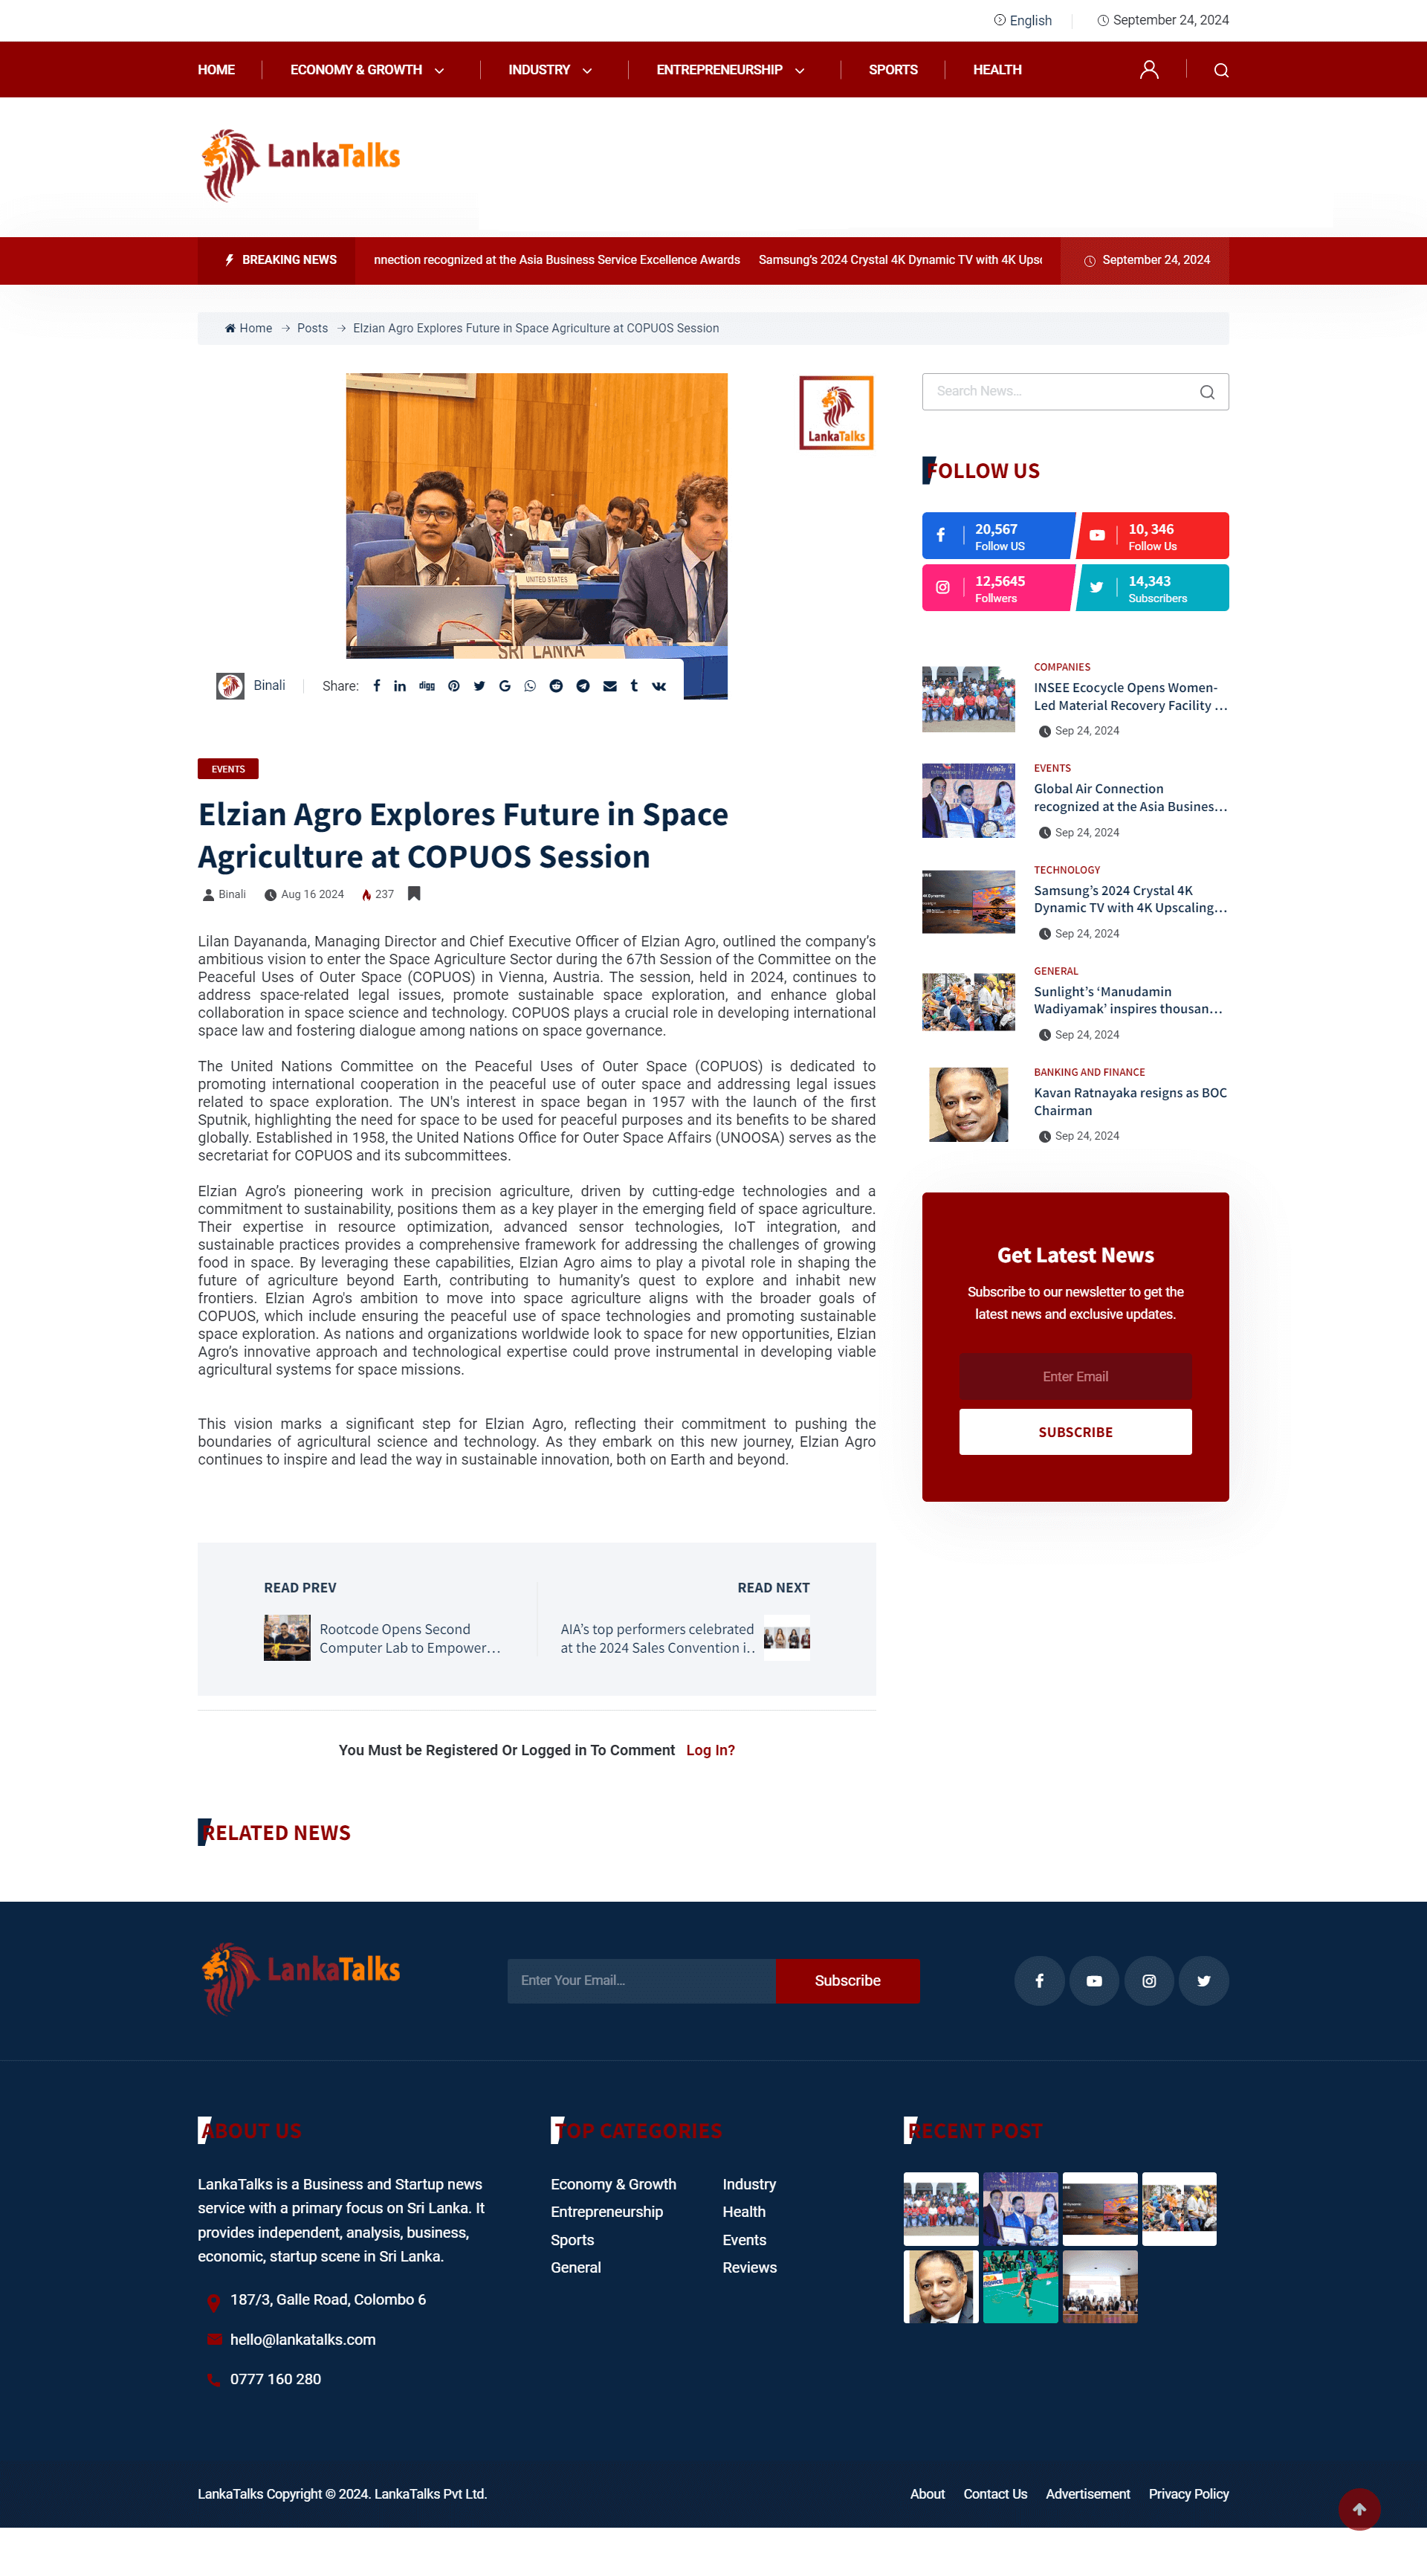 English
September 24, 2024
HOME
ECONOMY & GROWTH
INDUSTRY
ENTREPRENEURSHIP
SPORTS
HEALTH
LankaTalks
BREAKING NEWS
nnection recognized at the Asia Business Service Excellence Awards
Samsung's 2024 Crystal 4K Dynamic TV with 4K Upsc
September 24, 2024
Home
Posts
Elzian Agro Explores Future in Space Agriculture at COPUOS Session
LankaTalks
UNITED STATES
SRI LANKA
Binali
Share:
digg
EVENTS
Elzian Agro Explores Future in Space
Agriculture at COPUOS Session
Binali
Aug 16 2024
237
Lilan Dayananda, Managing Director and Chief Executive Officer of Elzian Agro, outlined the company's
ambitious vision to enter the Space Agriculture Sector during the 67th Session of the Committee on the
Peaceful Uses of Outer Space (COPUOS) in Vienna, Austria. The session, held in 2024, continues to
address space-related legal issues, promote sustainable space exploration, and enhance global
collaboration in space science and technology. COPUOS plays a crucial role in developing international
space law and fostering dialogue among nations on space governance.
The United Nations Committee on the Peaceful Uses of Outer Space (COPUOS) is dedicated to
promoting international cooperation in the peaceful use of outer space and addressing legal issues
related to space exploration. The UN's interest in space began in 1957 with the launch of the first
Sputnik, highlighting the need for space to be used for peaceful purposes and its benefits to be shared
globally. Established in 1958, the United Nations Office for Outer Space Affairs (UNOOSA) serves as the
secretariat for COPUOS and its subcommittees.
Elzian Agro's pioneering work in precision agriculture, driven by cutting-edge technologies and a
commitment to sustainability, positions them as a key player in the emerging field of space agriculture.
Their expertise in resource optimization, advanced sensor technologies, IoT integration, and
sustainable practices provides a comprehensive framework for addressing the challenges of growing
food in space. By leveraging these capabilities, Elzian Agro aims to play a pivotal role in shaping the
future of agriculture beyond Earth, contributing to humanity's quest to explore and inhabit new
frontiers. Elzian Agro's ambition to move into space agriculture aligns with the broader goals of
COPUOS, which include ensuring the peaceful use of space technologies and promoting sustainable
space exploration. As nations and organizations worldwide look to space for new opportunities, Elzian
Agro's innovative approach and technological expertise could prove instrumental in developing viable
agricultural systems for space missions.
This vision marks a significant step for Elzian Agro, reflecting their commitment to pushing the
boundaries of agricultural science and technology. As they embark on this new journey, Elzian Agro
continues to inspire and lead the way in sustainable innovation, both on Earth and beyond.
READ PREV
Rootcode Opens Second
Computer Lab to Empower…
READ NEXT
AIA's top performers celebrated
at the 2024 Sales Convention i…
You Must be Registered Or Logged in To Comment Log In?
RELATED NEWS
Search News...
FOLLOW US
20,567
Follow US
10, 346
Follow Us
12,5645
Follwers
14,343
Subscribers
COMPANIES
INSEE Ecocycle Opens Women-
Led Material Recovery Facility …
Sep 24, 2024
EVENTS
Global Air Connection
recognized at the Asia Busines…
Sep 24, 2024
TECHNOLOGY
Samsung's 2024 Crystal 4K
Dynamic TV with 4K Upscaling…
Sep 24, 2024
GENERAL
Sunlight's ‘Manudamin
Wadiyamak’ inspires thousan…
Sep 24, 2024
BANKING AND FINANCE
Kavan Ratnayaka resigns as BOC
Chairman
Sep 24, 2024
Get Latest News
Subscribe to our newsletter to get the
latest news and exclusive updates.
Enter Email
SUBSCRIBE
LankaTalks
Enter Your Email...
Subscribe
ABOUT US
LankaTalks is a Business and Startup news
service with a primary focus on Sri Lanka. It
provides independent, analysis, business,
economic, startup scene in Sri Lanka.
187/3, Galle Road, Colombo 6
hello@lankatalks.com
0777 160 280
TOP CATEGORIES
Economy & Growth
Industry
Entrepreneurship
Health
Sports
Events
General
Reviews
RECENT POST
LankaTalks Copyright © 2024. LankaTalks Pvt Ltd.
About
Contact Us
Advertisement
Privacy Policy